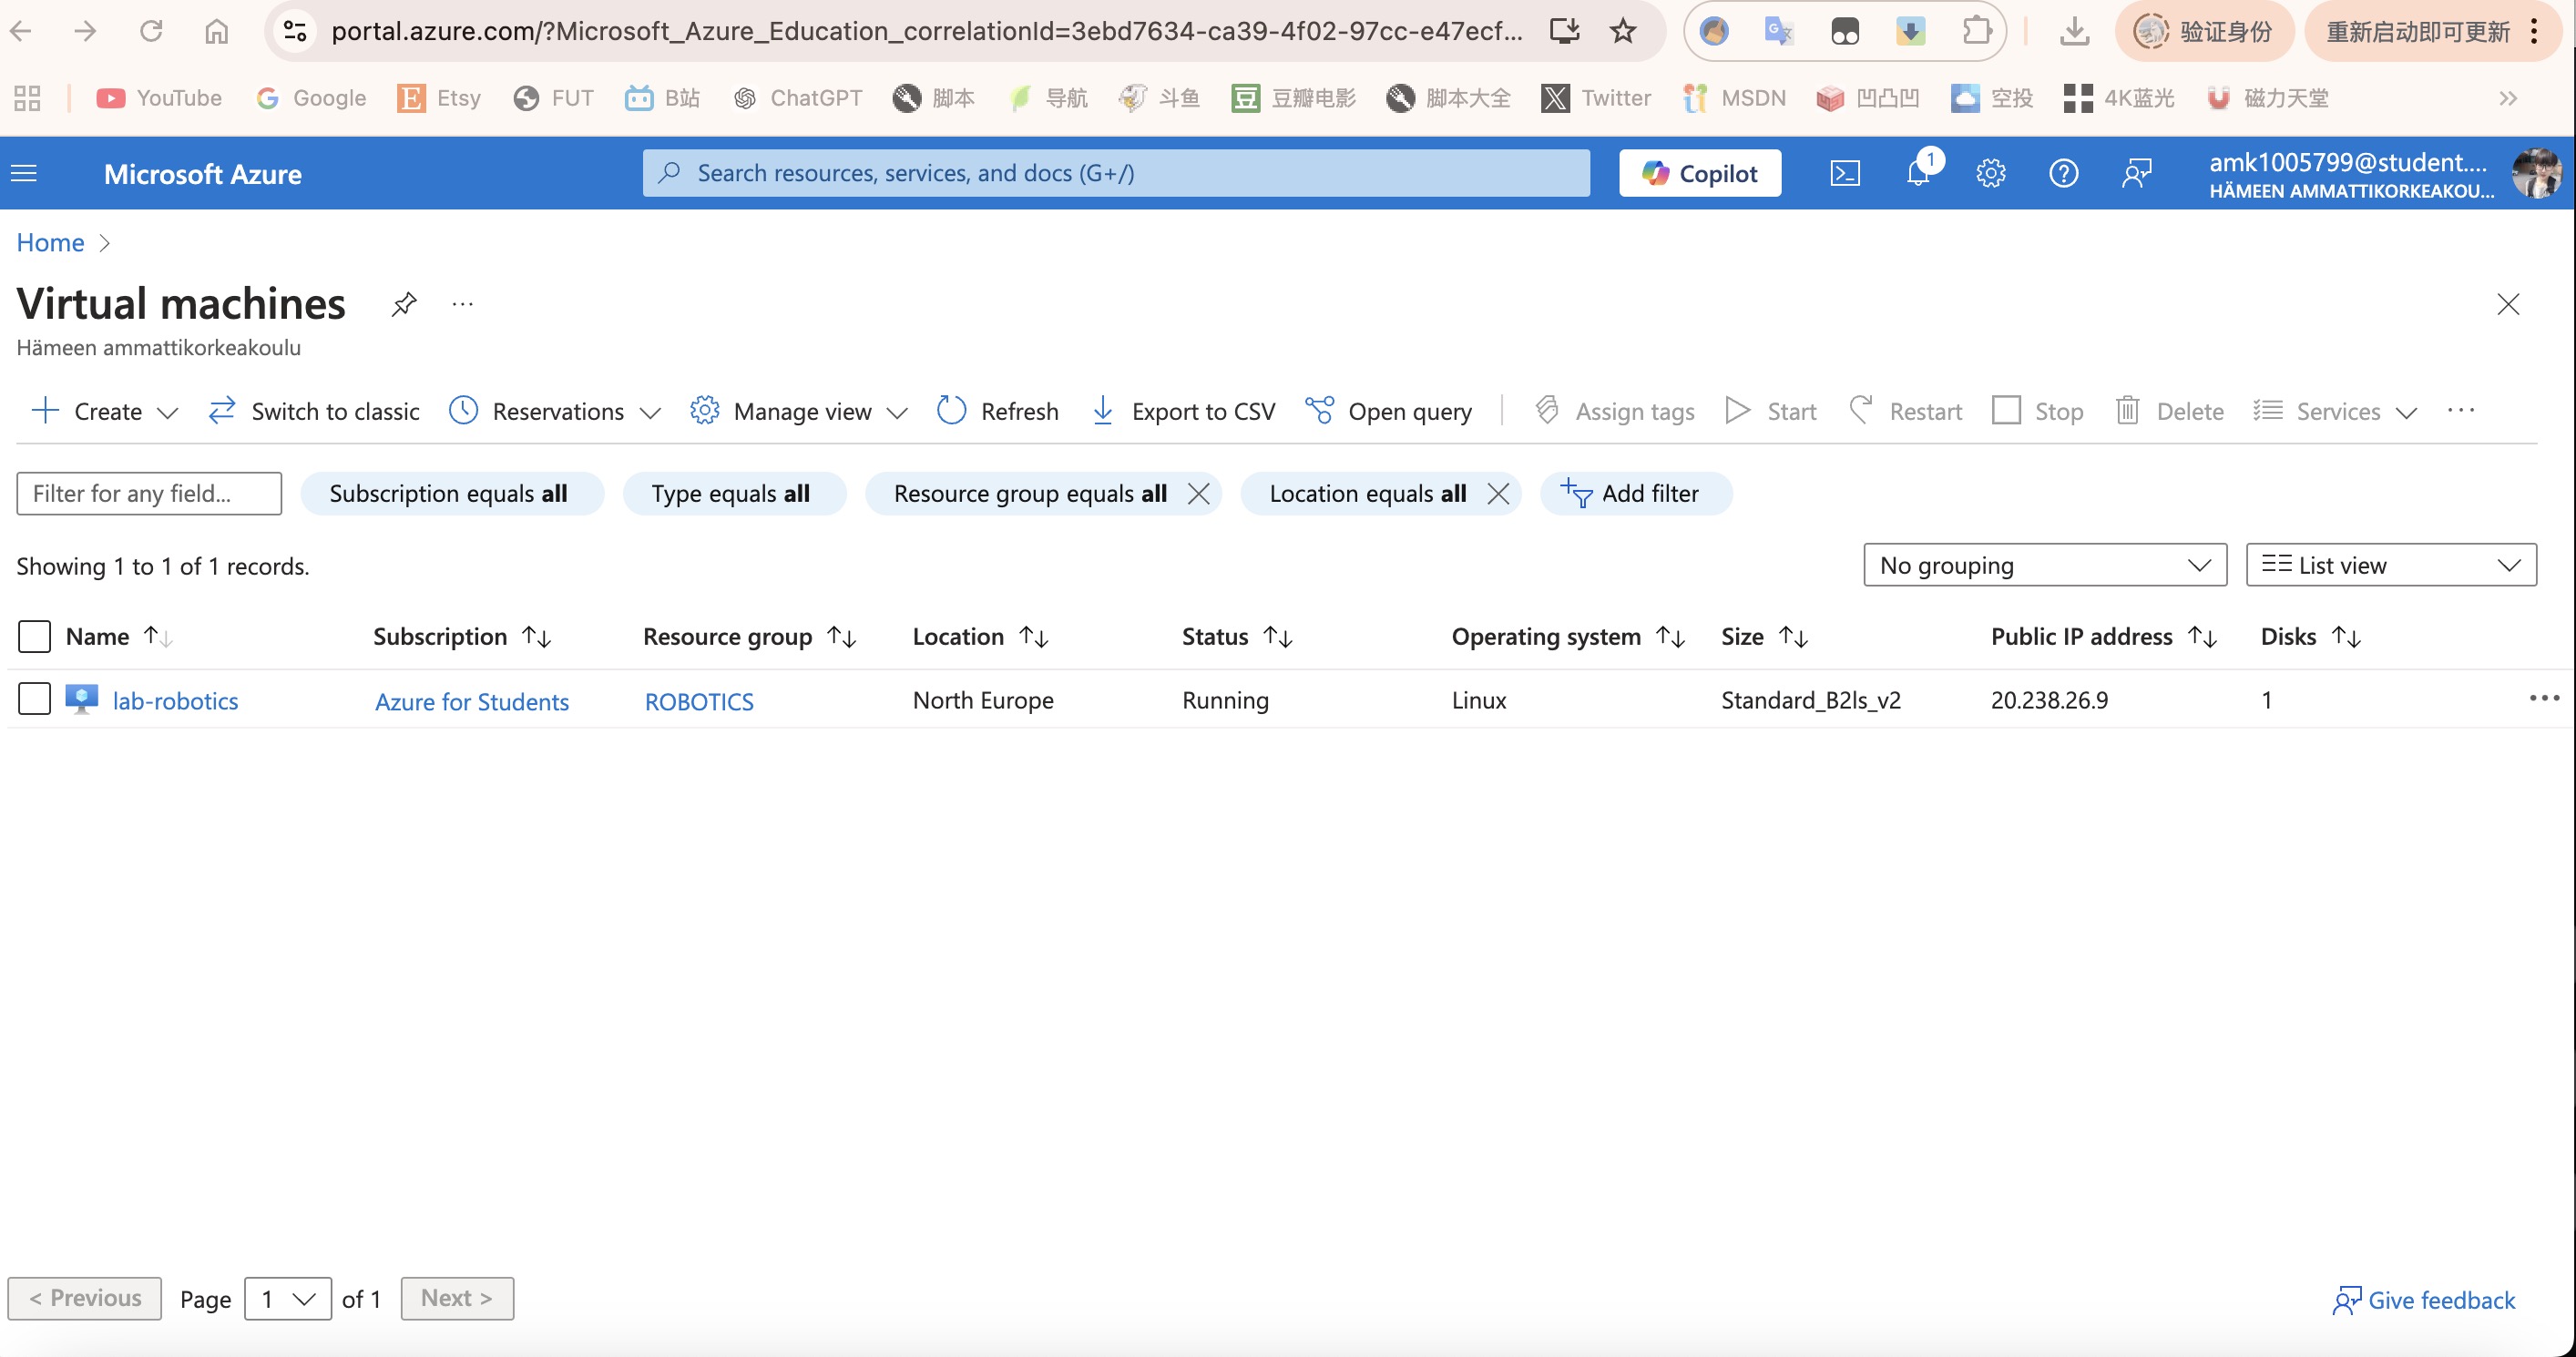 portal.azure.com/?Microsoft_Azure_Education_correlationId=3ebd7634-ca39-4f02-97cc-e47ecf... 验证身份 重新启动即可更新
YouTube Google Etsy FUT B站 ChatGPT 脚本 导航 斗鱼 豆瓣电影 脚本大全 Twitter MSDN 凹凸凹 空投 4K蓝光 磁力天堂
Microsoft Azure Search resources, services, and docs (G+/) Copilot 1 amk1005799@student....
HÄMEEN AMMATTIKORKEAKOU...
Home
Virtual machines
Hämeen ammattikorkeakoulu
Create Switch to classic Reservations Manage view Refresh Export to CSV Open query Assign tags Start Restart Stop Delete Services
Filter for any field... Subscription equals all Type equals all Resource group equals all Location equals all Add filter
Showing 1 to 1 of 1 records. No grouping List view
Name Subscription Resource group Location Status Operating system Size Public IP address Disks
lab-robotics Azure for Students ROBOTICS North Europe Running Linux Standard_B2ls_v2 20.238.26.9 1
< Previous Page 1 of 1 Next > Give feedback